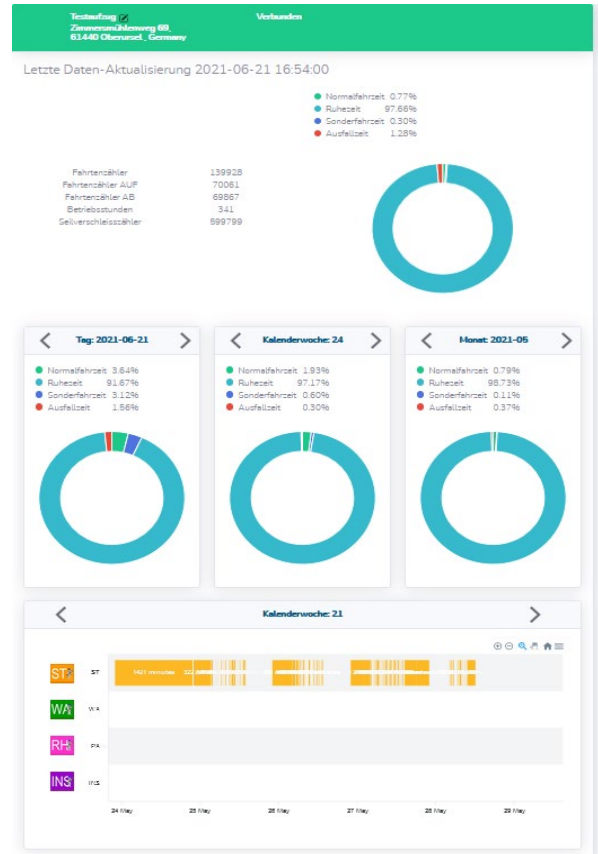 Testaufzug
Zimmersmühlenweg 69,
61440 Oberursel , Germany
Verbunden
Letzte Daten-Aktualisierung 2021-06-21 16:54:00
Normalfahrzeit 0.77%
Ruhezeit 97.66%
Sonderfahrzeit 0.30%
Ausfallzeit 1.28%
Fahrtenzähler 139928
Fahrtenzähler AUF 70061
Fahrtenzähler AB 69867
Betriebsstunden 341
Seilverschleisszähler 599799
Tag: 2021-06-21
Normalfahrzeit 3.64%
Ruhezeit 91.67%
Sonderfahrzeit 3.12%
Ausfallzeit 1.56%
Kalenderwoche: 24
Normalfahrzeit 1.93%
Ruhezeit 97.17%
Sonderfahrzeit 0.60%
Ausfallzeit 0.30%
Monat: 2021-05
Normalfahrzeit 0.79%
Ruhezeit 98.73%
Sonderfahrzeit 0.11%
Ausfallzeit 0.37%
Kalenderwoche: 21
ST ST 1421 minutes
WA WA
RH
INS INS
24 May 25 May 26 May 27 May 28 May 29 May